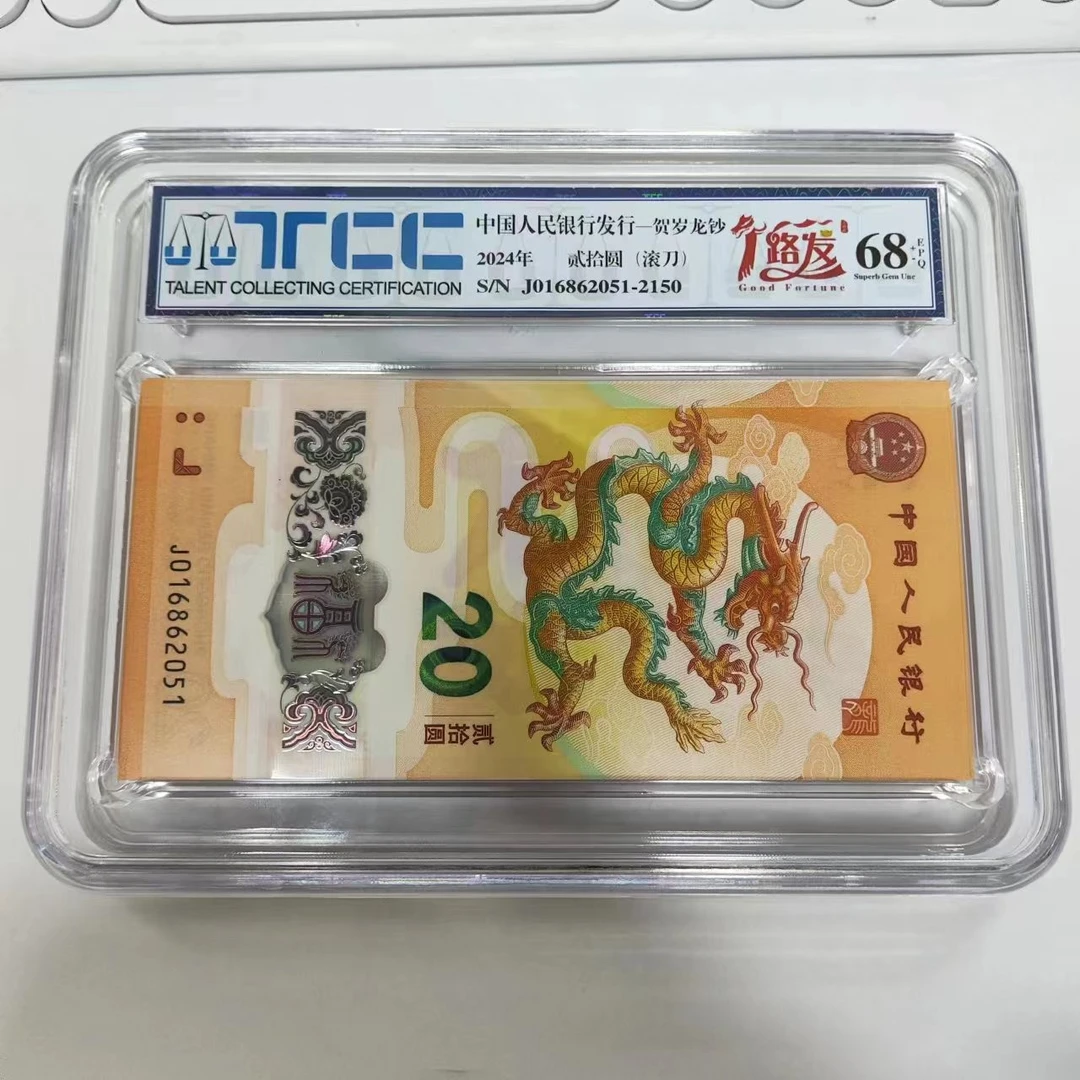 TCC
TALENT COLLECTING CERTIFICATION
中国人民银行发行—贺岁龙钞
2024年 贰拾圆（滚刀）
S/N J016862051-2150
路发
Good Fortune
68 EPQ
Superb Gem Unc
中国人民银行
20
贰拾圆
J016862051